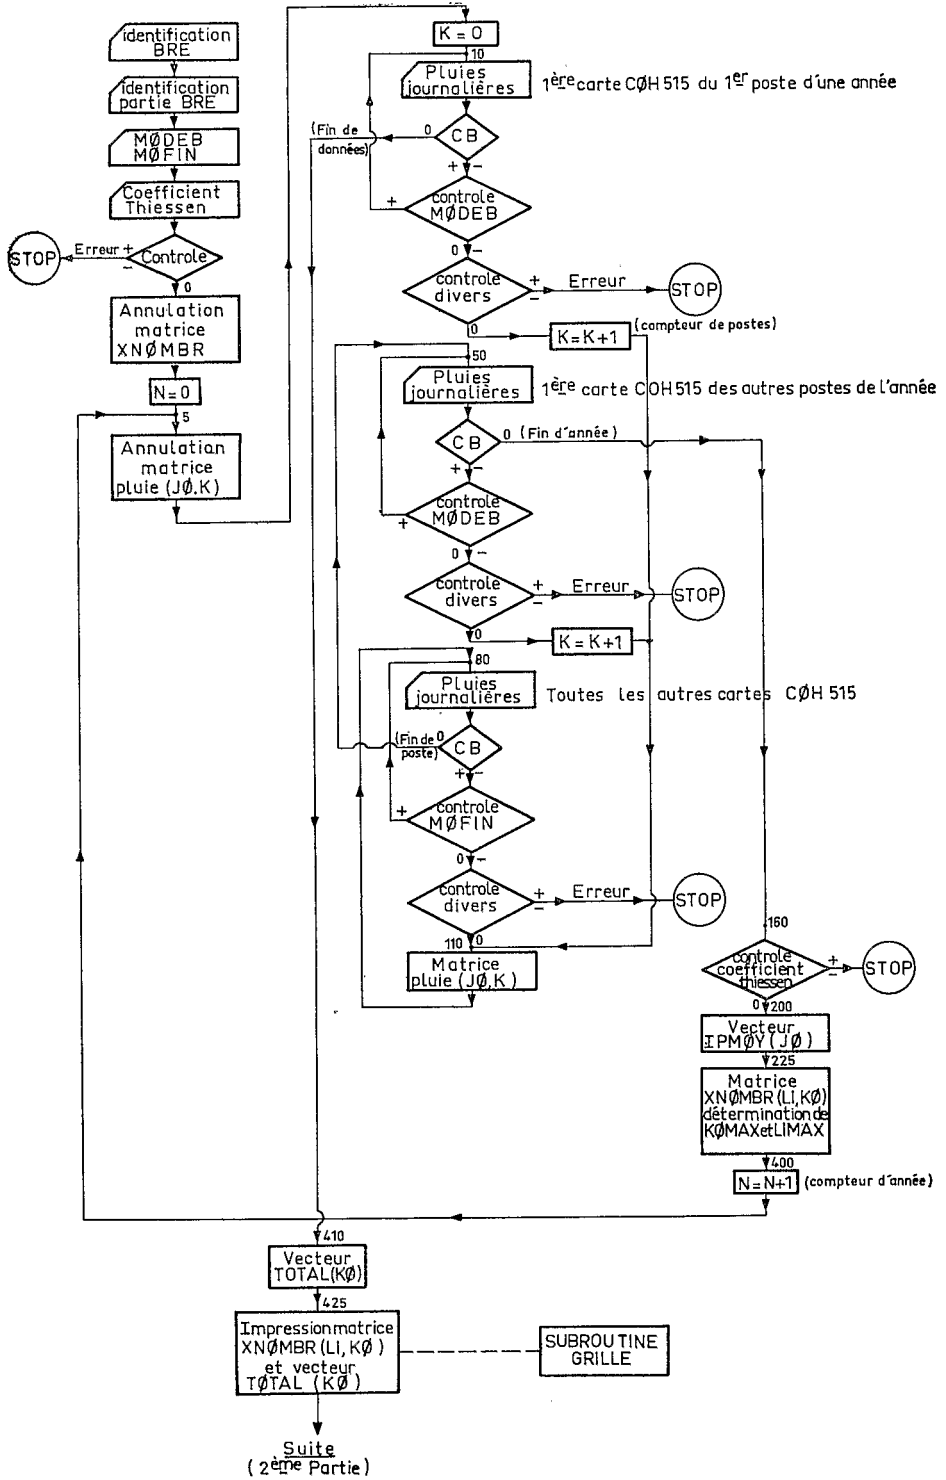 identification
BRE
identification
partie BRE
MØDEB
MØFIN
Coefficient
Thiessen
Controle
Erreur +
−
STOP
0
Annulation
matrice
XNØMBR
N=0
5
Annulation
matrice
pluie (JØ,K)
K=0
10
Pluies
journalières
1ère carte CØH 515 du 1er poste d'une année
(Fin de
données)
0
CB
+ −
controle
MØDEB
+
0 −
controle
divers
+
−
Erreur
STOP
0
K=K+1
(compteur de postes)
50
Pluies
journalières
1ère carte COH 515 des autres postes de l'année
CB
0 (Fin d'année)
+ −
controle
MØDEB
+
0 −
controle
divers
+
−
Erreur
STOP
0
K=K+1
80
Pluies
journalières
Toutes les autres cartes CØH 515
(Fin de
poste)
0
CB
+ −
controle
MØFIN
+
0 −
controle
divers
+
−
Erreur
STOP
110
0
Matrice
pluie (JØ,K)
160
controle
coefficient
thiessen
+
−
STOP
0
200
Vecteur
IPMØY (JØ)
225
Matrice
XNØMBR (LI,KØ)
détermination de
KØMAX et LIMAX
400
N=N+1
(compteur d'année)
410
Vecteur
TOTAL(KØ)
425
Impression matrice
XNØMBR (LI, KØ)
et vecteur
TØTAL (KØ)
SUBROUTINE
GRILLE
Suite
(2ème Partie)